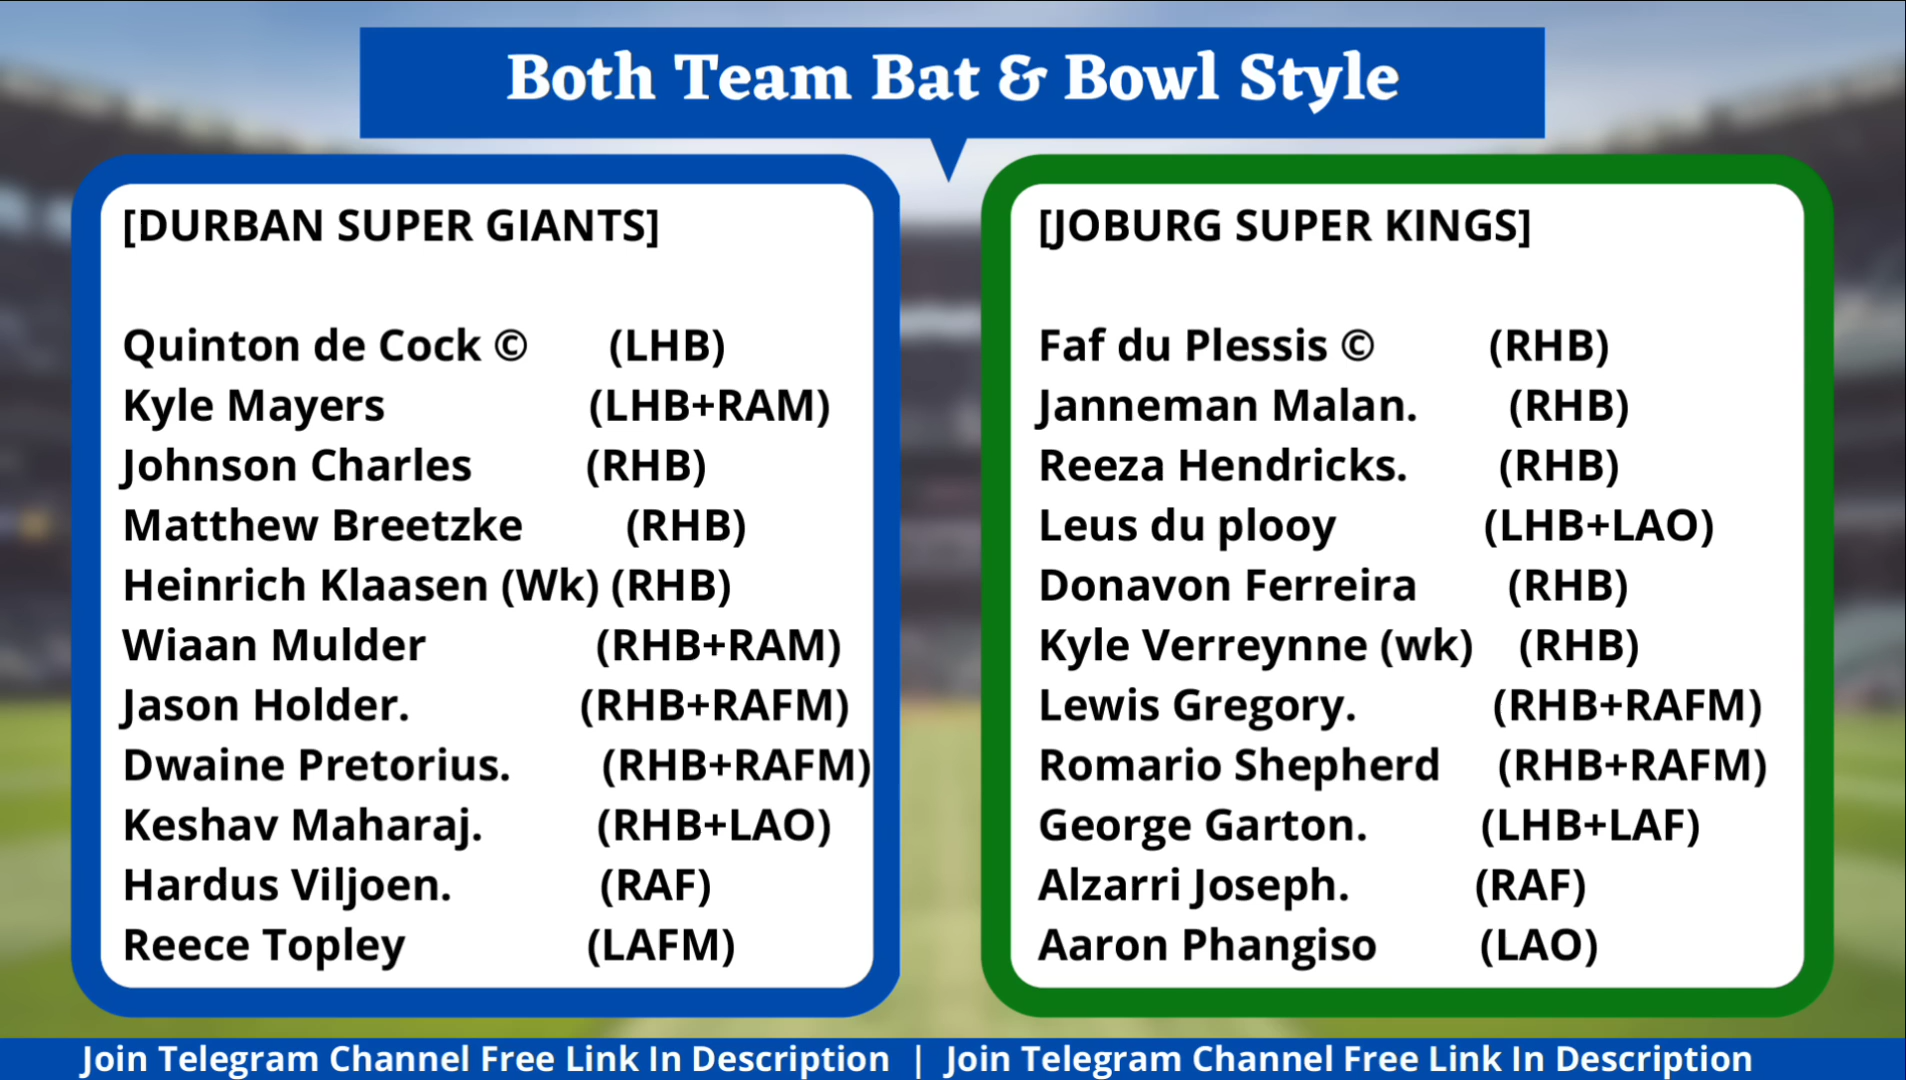 Both Team Bat & Bowl Style
[DURBAN SUPER GIANTS]
Quinton de Cock © (LHB)
Kyle Mayers (LHB+RAM)
Johnson Charles (RHB)
Matthew Breetzke (RHB)
Heinrich Klaasen (Wk) (RHB)
Wiaan Mulder (RHB+RAM)
Jason Holder. (RHB+RAFM)
Dwaine Pretorius. (RHB+RAFM)
Keshav Maharaj. (RHB+LAO)
Hardus Viljoen. (RAF)
Reece Topley (LAFM)
[JOBURG SUPER KINGS]
Faf du Plessis © (RHB)
Janneman Malan. (RHB)
Reeza Hendricks. (RHB)
Leus du plooy (LHB+LAO)
Donavon Ferreira (RHB)
Kyle Verreynne (wk) (RHB)
Lewis Gregory. (RHB+RAFM)
Romario Shepherd (RHB+RAFM)
George Garton. (LHB+LAF)
Alzarri Joseph. (RAF)
Aaron Phangiso (LAO)
Join Telegram Channel Free Link In Description | Join Telegram Channel Free Link In Description